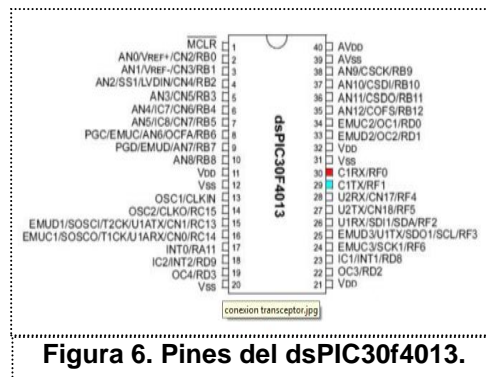 MCLR 1
AN0/VREF+/CN2/RB0 2
AN1/VREF-/CN3/RB1 3
AN2/SS1/LVDIN/CN4/RB2 4
AN3/CN5/RB3 5
AN4/IC7/CN6/RB4 6
AN5/IC8/CN7/RB5 7
PGC/EMUC/AN6/OCFA/RB6 8
PGD/EMUD/AN7/RB7 9
AN8/RB8 10
VDD 11
Vss 12
OSC1/CLKIN 13
OSC2/CLKO/RC15 14
EMUD1/SOSCI/T2CK/U1ATX/CN1/RC13 15
EMUC1/SOSCO/T1CK/U1ARX/CN0/RC14 16
INT0/RA11 17
IC2/INT2/RD9 18
OC4/RD3 19
Vss 20
dsPIC30F4013
40 AVDD
39 AVss
38 AN9/CSCK/RB9
37 AN10/CSDI/RB10
36 AN11/CSDO/RB11
35 AN12/COFS/RB12
34 EMUC2/OC1/RD0
33 EMUD2/OC2/RD1
32 VDD
31 Vss
30 C1RX/RF0
29 C1TX/RF1
28 U2RX/CN17/RF4
27 U2TX/CN18/RF5
26 U1RX/SDI1/SDA/RF2
25 EMUD3/U1TX/SDO1/SCL/RF3
24 EMUC3/SCK1/RF6
23 IC1/INT1/RD8
22 OC3/RD2
21 VDD
conexion transceptor.jpg
Figura 6. Pines del dsPIC30f4013.